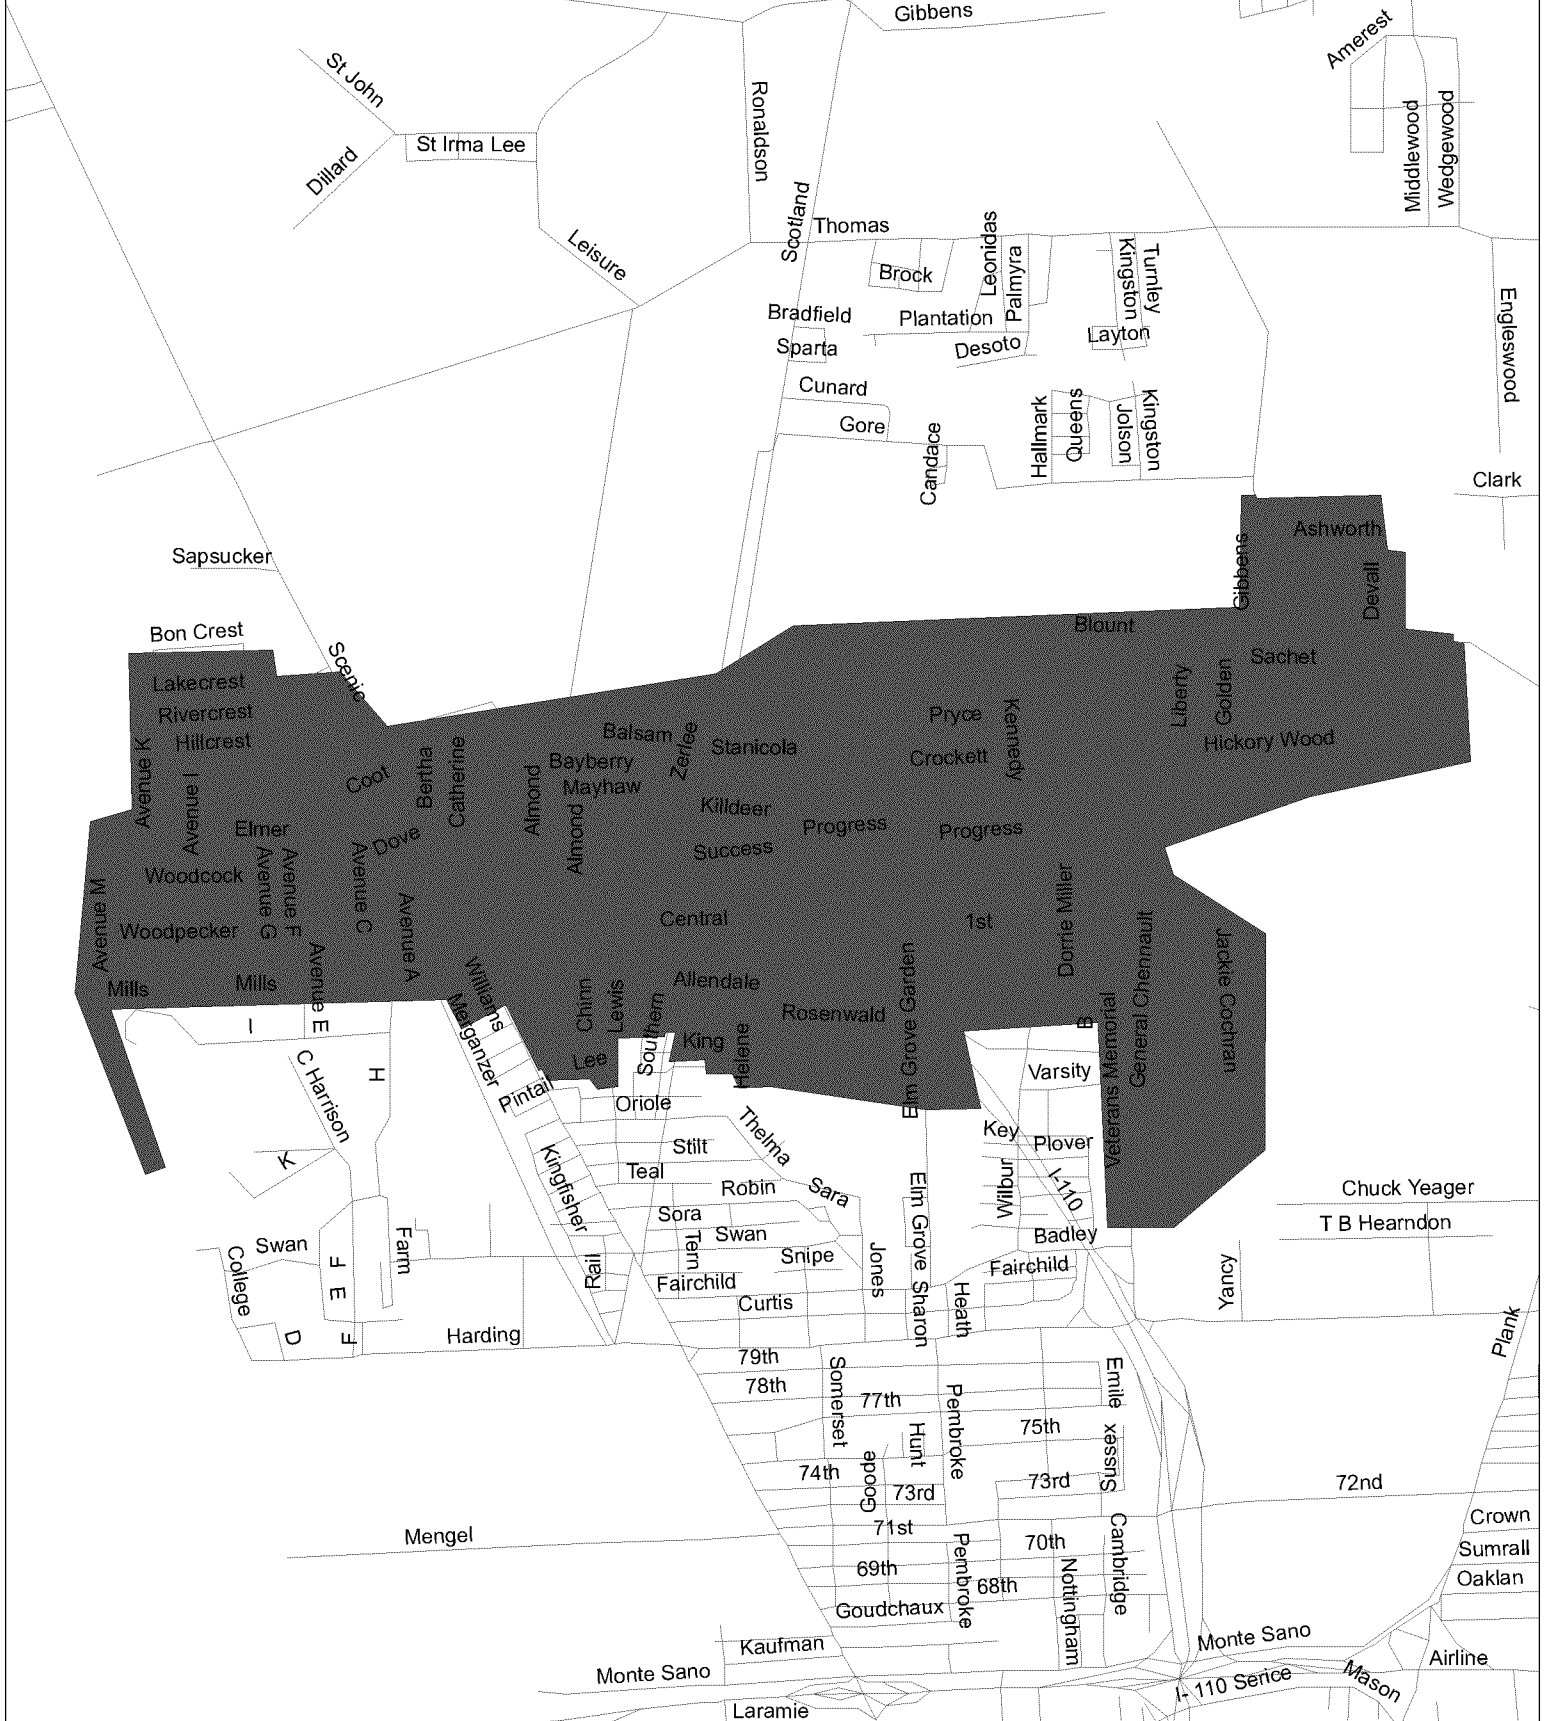 Gibbens
Amerest
St John
Ronaldson
Middlewood
Wedgewood
St Irma Lee
Dillard
Scotland
Thomas
Leisure
Leonidas
Palmyra
Kingston
Turnley
Brock
Bradfield
Plantation
Englewood
Sparta
Desoto
Layton
Cunard
Gore
Candace
Hallmark
Queens
Jolson
Kingston
Clark
Ashworth
Sapsucker
Gibbens
Devall
Bon Crest
Blount
Scenic
Sachet
Lakecrest
Liberty
Golden
Rivercrest
Pryce
Kennedy
Hillcrest
Balsam
Zerlee
Stanicola
Hickory Wood
Avenue K
Bertha
Catherine
Bayberry
Crockett
Coot
Almond
Mayhaw
Avenue I
Killdeer
Elmer
Dove
Almond
Progress
Progress
Success
Woodcock
Avenue G
Avenue F
Avenue C
Avenue M
Avenue A
Central
1st
Dorrie Miller
Woodpecker
General Chennault
Jackie Cochran
Mills
Mills
Avenue E
Williams
Chinn
Lewis
Allendale
Elm Grove Garden
Southern
Rosenwald
B
I
Merganzer
King
Helene
Lee
Veterans Memorial
C Harrison
H
Varsity
Pintail
Oriole
Thelma
Key
Plover
Stilt
K
Kingfisher
Teal
Robin
Sara
Elm Grove
Wilbur
I-110
Chuck Yeager
Sora
T B Hearndon
Swan
College
F
Farm
Tern
Swan
Badley
Snipe
Jones
Rail
Fairchild
Fairchild
Yancy
E
Curtis
Sharon
Heath
D
F
Harding
Plank
79th
Somerset
Emile
78th
77th
Pembroke
Hunt
75th
Sussex
74th
Goode
73rd
73rd
72nd
71st
Crown
Mengel
Pembroke
70th
Cambridge
Sumrall
69th
Nottingham
68th
Oaklan
Goudchaux
Kaufman
Monte Sano
Monte Sano
Airline
I- 110 Serice
Mason
Laramie